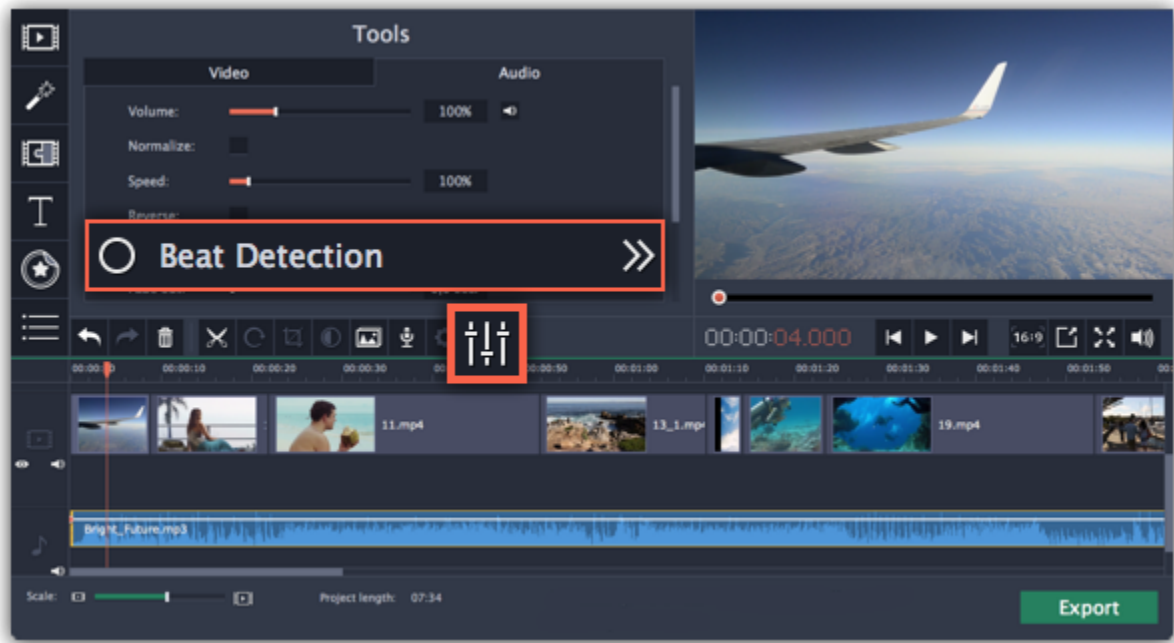 Tools
Video
Audio
Volume:
100%
Normalize:
Speed:
100%
Reverse:
Beat Detection
T
00:00:04.000
16:9
00:00:10
00:00:20
00:00:30
00:00:50
00:01:00
00:01:10
00:01:20
00:01:30
00:01:40
00:01:50
11.mp4
13_1.mp4
19.mp4
Bright_Future.mp3
Scale:
Project length: 07:34
Export